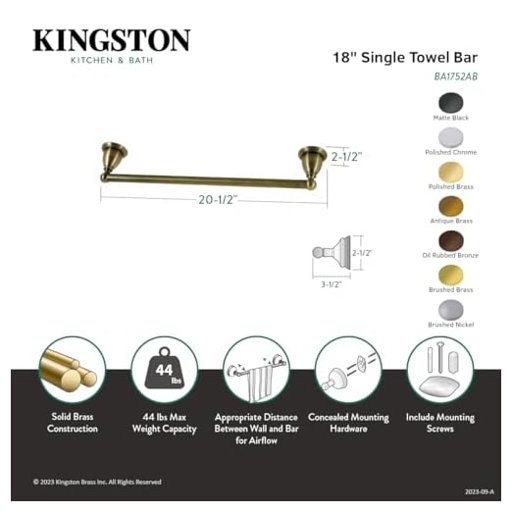 KINGSTON
KITCHEN & BATH
18" Single Towel Bar
BA1752AB
Matte Black
Polished Chrome
Polished Brass
Antique Brass
Oil Rubbed Bronze
Brushed Brass
Brushed Nickel
2-1/2"
20-1/2"
2-1/2"
3-1/2"
44
lbs
Solid Brass
Construction
44 lbs Max
Weight Capacity
Appropriate Distance
Between Wall and Bar
for Airflow
Concealed Mounting
Hardware
Include Mounting
Screws
© 2023 Kingston Brass Inc. All Rights Reserved
2023-09-A